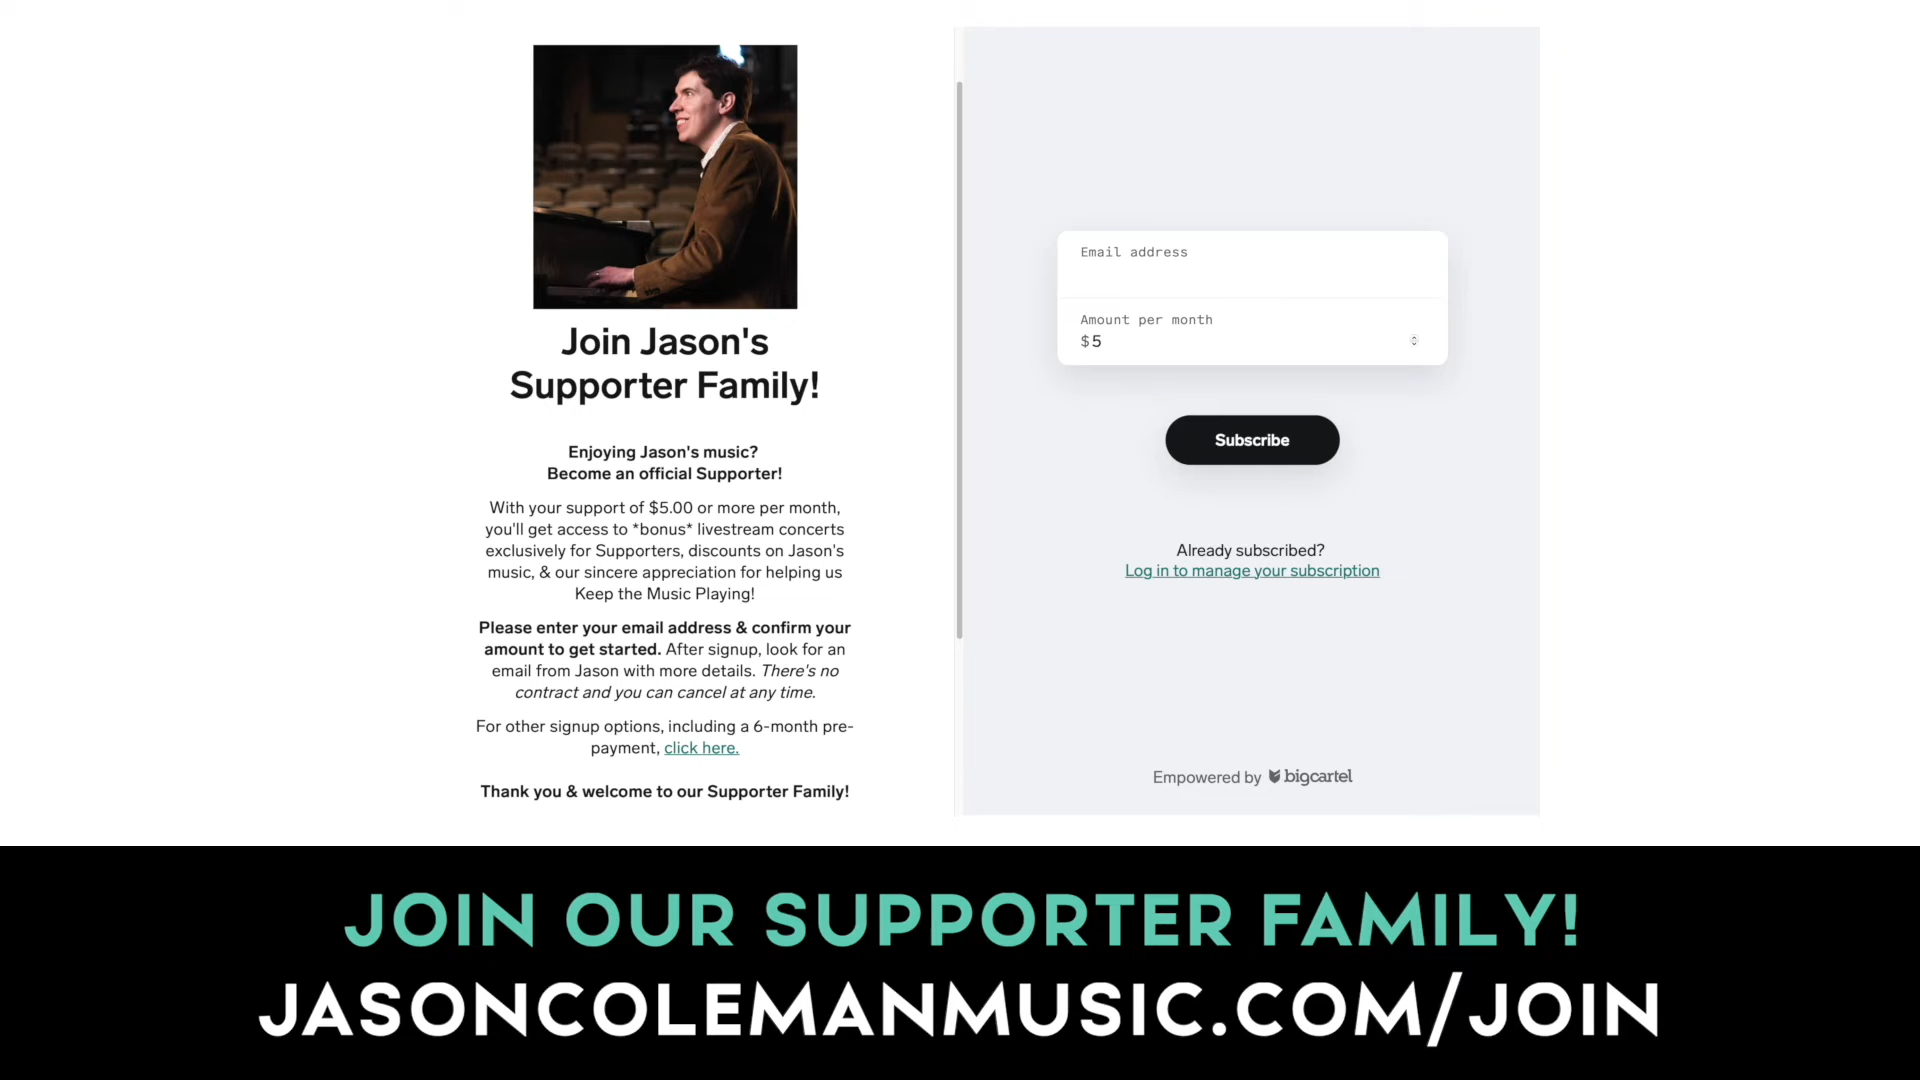 Join Jason's
Supporter Family!
Enjoying Jason's music?
Become an official Supporter!
With your support of $5.00 or more per month,
you'll get access to *bonus* livestream concerts
exclusively for Supporters, discounts on Jason's
music, & our sincere appreciation for helping us
Keep the Music Playing!
Please enter your email address & confirm your
amount to get started. After signup, look for an
email from Jason with more details. There's no
contract and you can cancel at any time.
For other signup options, including a 6-month pre-
payment, click here.
Thank you & welcome to our Supporter Family!
Email address
Amount per month
$5
Subscribe
Already subscribed?
Log in to manage your subscription
Empowered by bigcartel
JOIN OUR SUPPORTER FAMILY!
JASONCOLEMANMUSIC.COM/JOIN